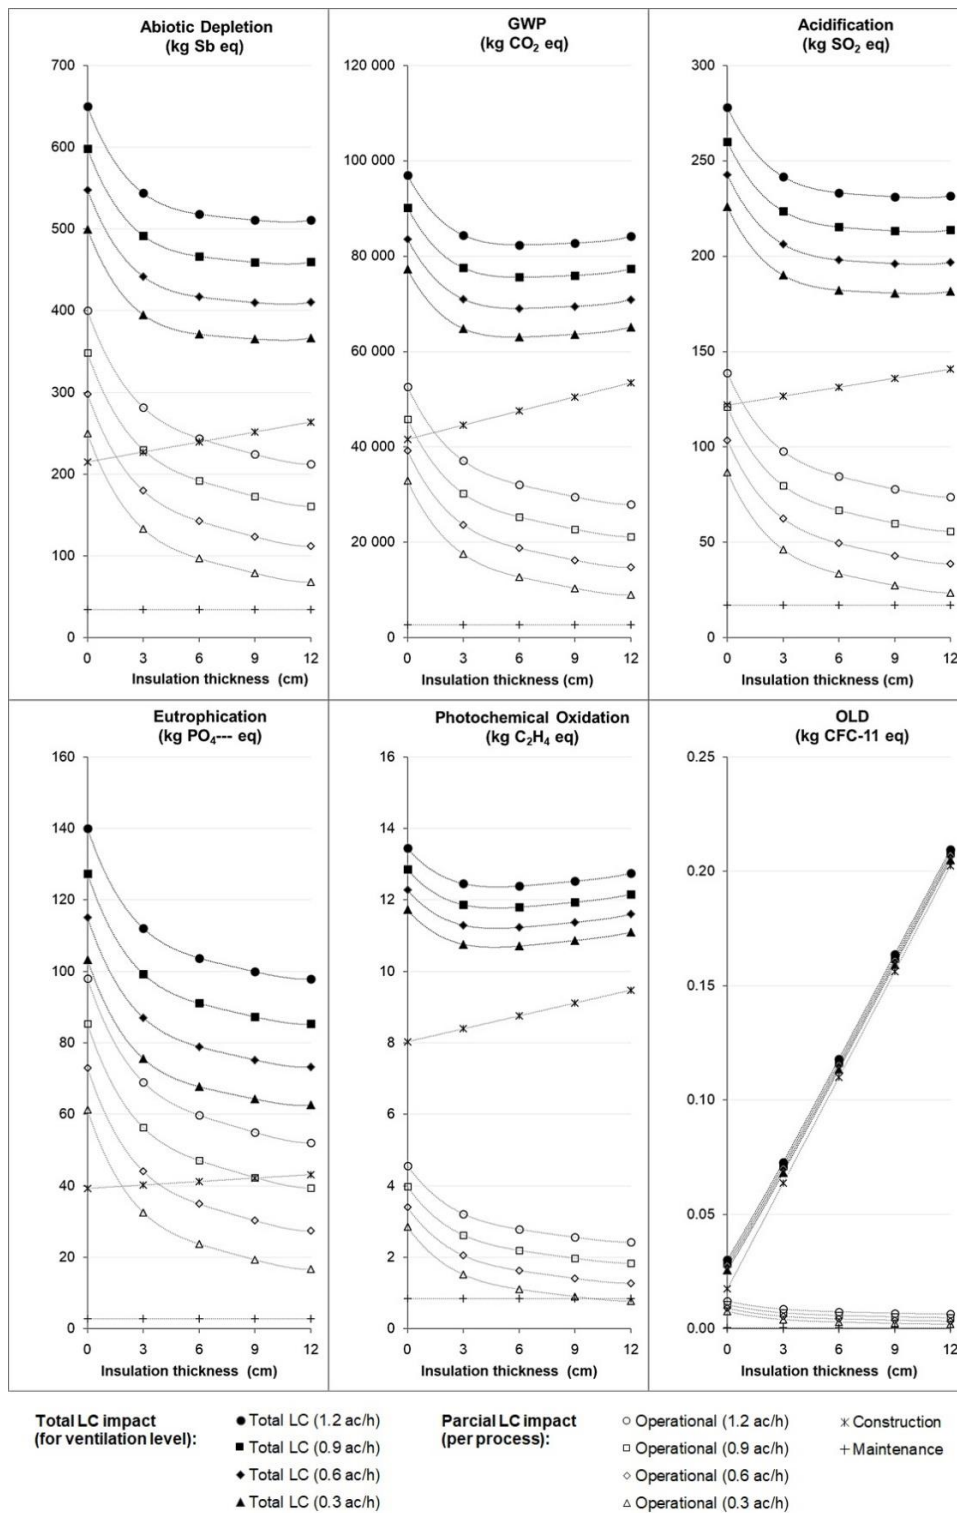 Abiotic Depletion
(kg Sb eq)
700
600
500
400
300
200
100
0
0 3 6 9 12
Insulation thickness (cm)
GWP
(kg CO₂ eq)
120 000
100 000
80 000
60 000
40 000
20 000
0
0 3 6 9 12
Insulation thickness (cm)
Acidification
(kg SO₂ eq)
300
250
200
150
100
50
0
0 3 6 9 12
Insulation thickness (cm)
Eutrophication
(kg PO₄--- eq)
160
140
120
100
80
60
40
20
0
0 3 6 9 12
Insulation thickness (cm)
Photochemical Oxidation
(kg C₂H₄ eq)
16
14
12
10
8
6
4
2
0
0 3 6 9 12
Insulation thickness (cm)
OLD
(kg CFC-11 eq)
0.25
0.20
0.15
0.10
0.05
0.00
0 3 6 9 12
Insulation thickness (cm)
Total LC impact
(for ventilation level):
Total LC (1.2 ac/h)
Total LC (0.9 ac/h)
Total LC (0.6 ac/h)
Total LC (0.3 ac/h)
Parcial LC impact
(per process):
Operational (1.2 ac/h)
Operational (0.9 ac/h)
Operational (0.6 ac/h)
Operational (0.3 ac/h)
Construction
Maintenance